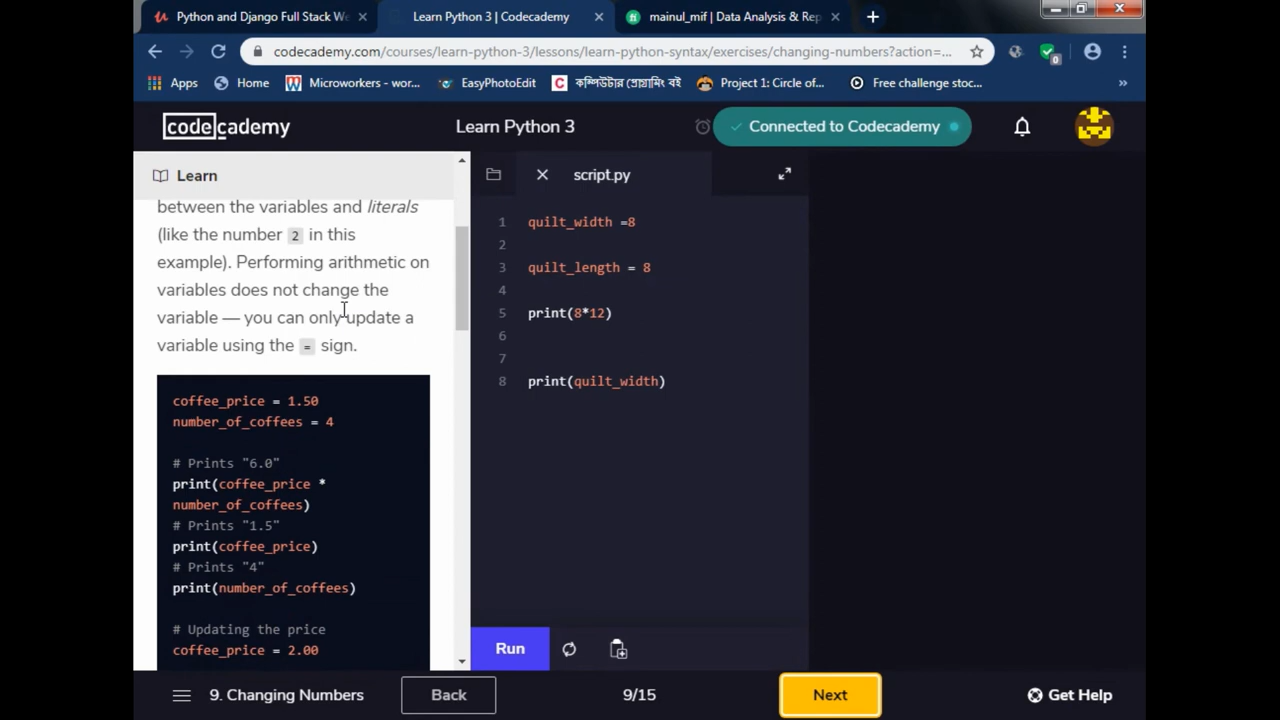 Python and Django Full Stack We
Learn Python 3 | Codecademy
mainul_mif | Data Analysis & Rep
codecademy.com/courses/learn-python-3/lessons/learn-python-syntax/exercises/changing-numbers?action=...
0
Apps
Home
Microworkers - wor...
EasyPhotoEdit
C
কম্পিউটার প্রোগ্রামিং বই
Project 1: Circle of...
Free challenge stoc...
»
codecademy
Learn Python 3
Connected to Codecademy
Learn
script.py
between the variables and literals
(like the number 2 in this
example). Performing arithmetic on
variables does not change the
variable — you can only update a
variable using the = sign.
coffee_price = 1.50
number_of_coffees = 4
# Prints "6.0"
print(coffee_price *
number_of_coffees)
# Prints "1.5"
print(coffee_price)
# Prints "4"
print(number_of_coffees)
# Updating the price
coffee_price = 2.00
1 quilt_width =8
2
3 quilt_length = 8
4
5 print(8*12)
6
7
8 print(quilt_width)
Run
9. Changing Numbers
Back
9/15
Next
Get Help